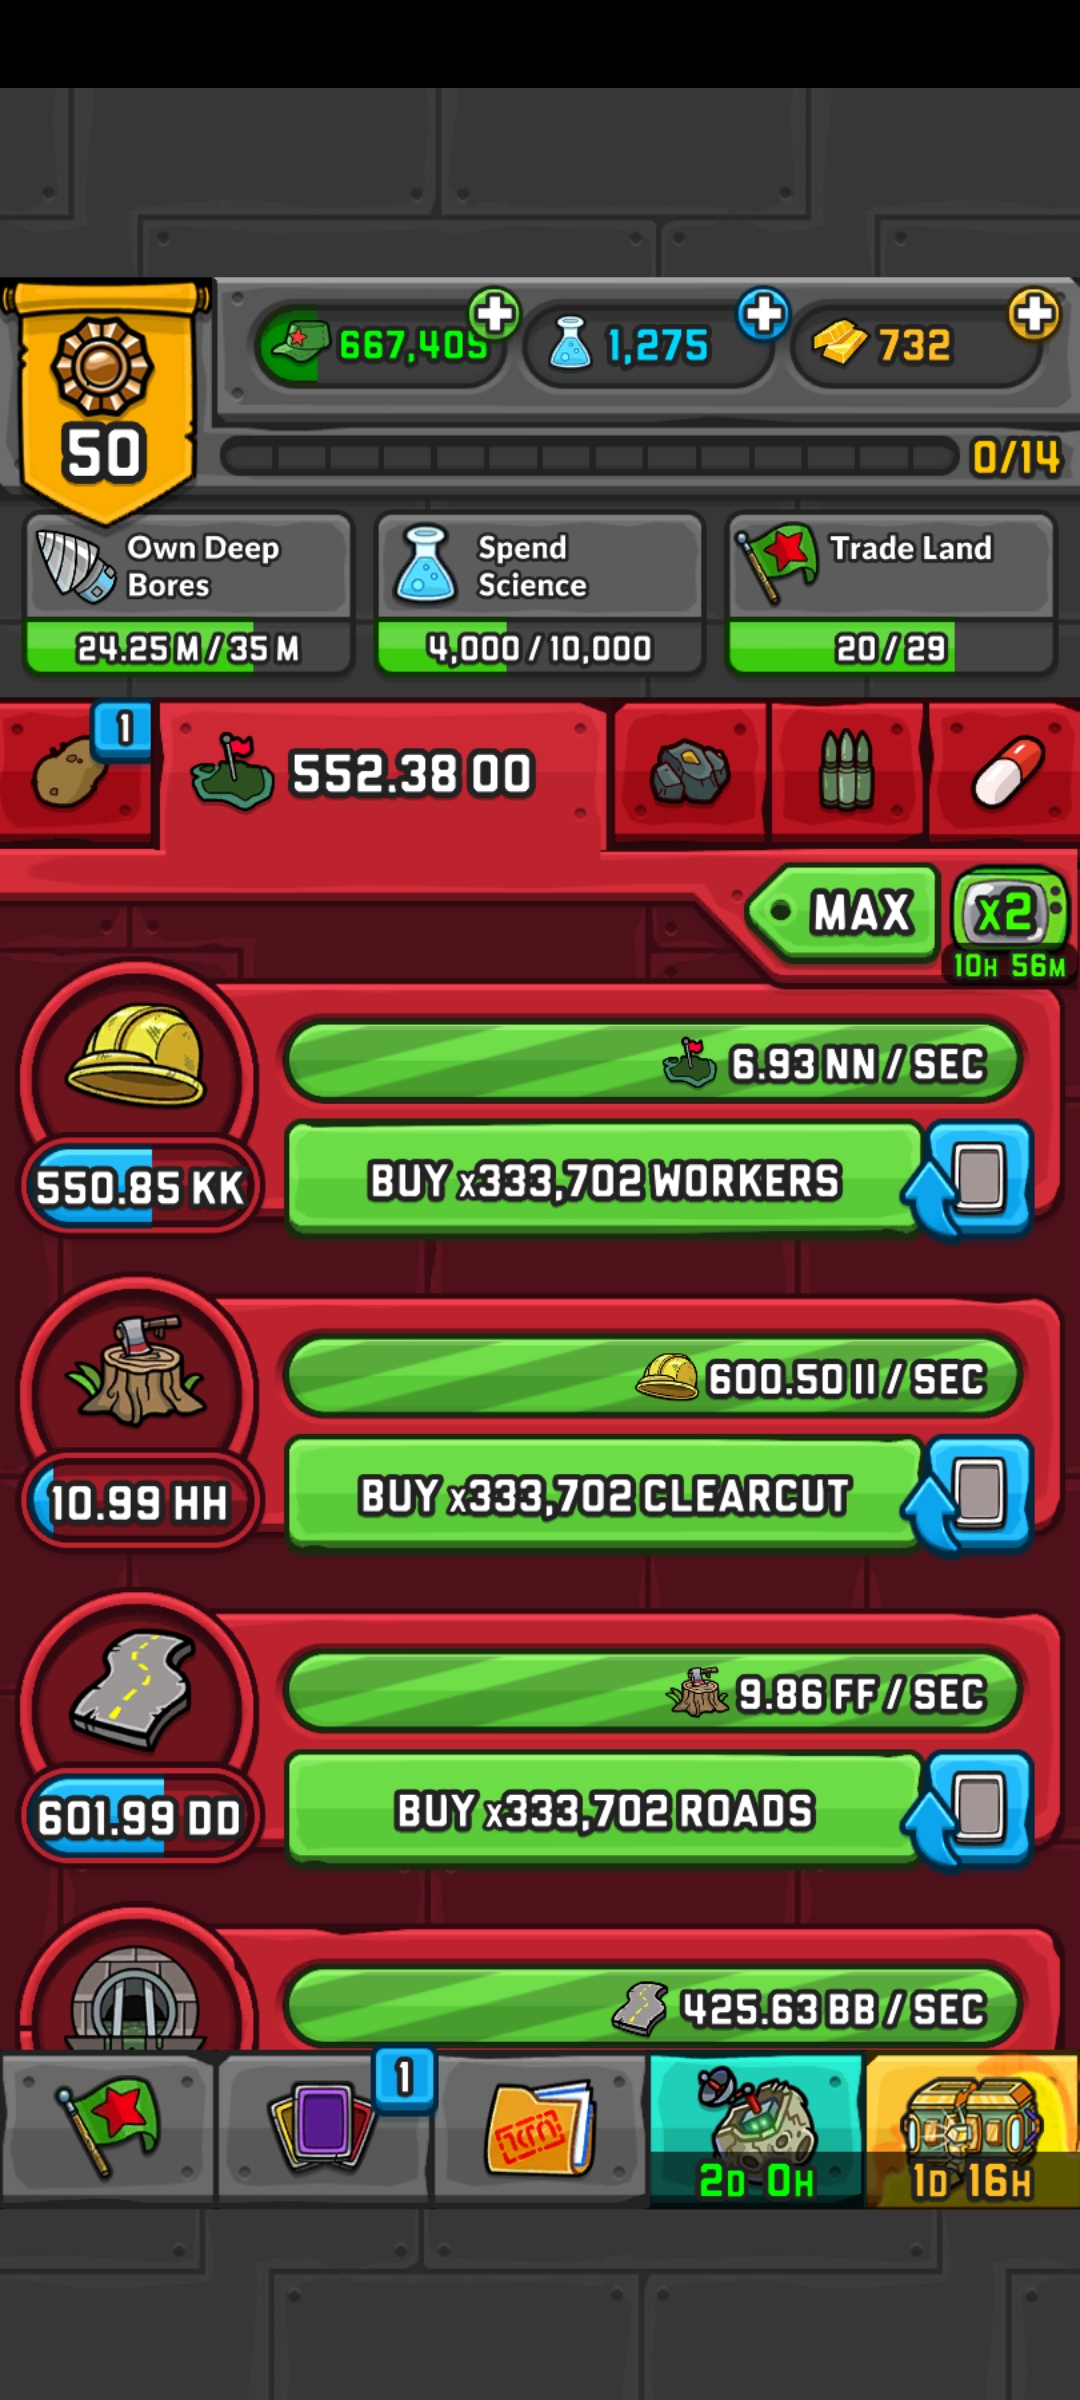 667,405
1,275
732
50
0/14
Own Deep Bores
Spend Science
Trade Land
24.25 M / 35 M
4,000 / 10,000
20 / 29
1
552.38 OO
MAX
x2
10H 56M
6.93 NN / SEC
550.85 KK
BUY x333,702 WORKERS
600.50 II / SEC
10.99 HH
BUY x333,702 CLEARCUT
9.86 FF / SEC
601.99 DD
BUY x333,702 ROADS
425.63 BB / SEC
1
2D 0H
1D 16H